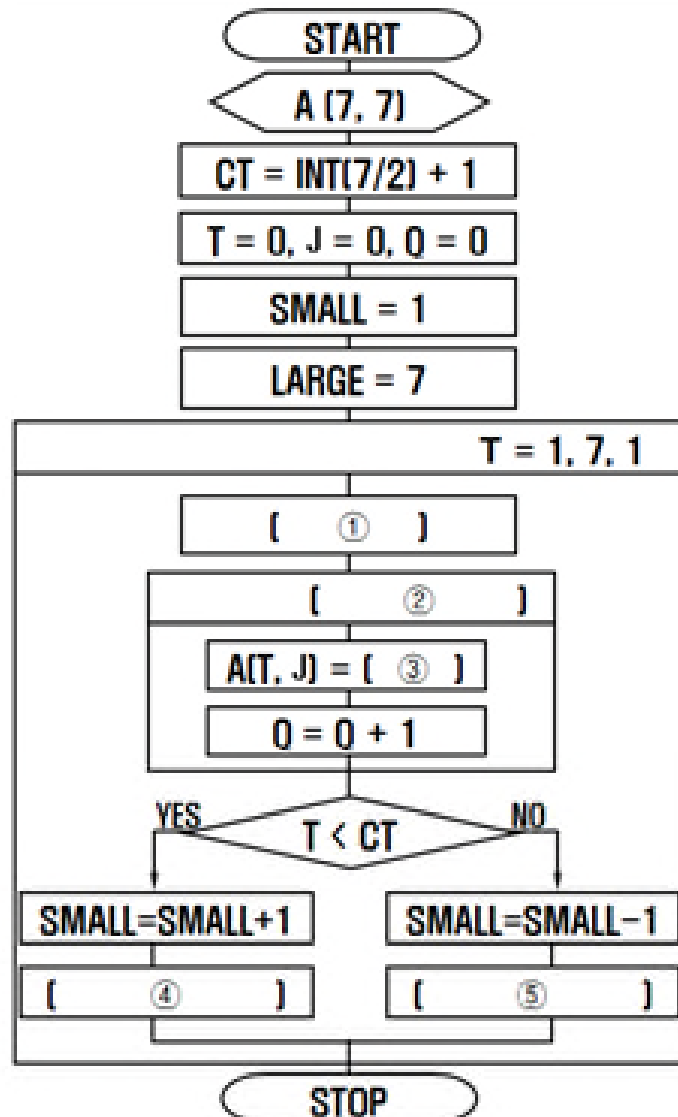 START
A (7, 7)
CT = INT(7/2) + 1
T = 0, J = 0, Q = 0
SMALL = 1
LARGE = 7
T = 1, 7, 1
( ① )
( ② )
A(T, J) = ( ③ )
Q = Q + 1
YES T < CT NO
SMALL=SMALL+1 SMALL=SMALL-1
( ④ ) ( ⑤ )
STOP